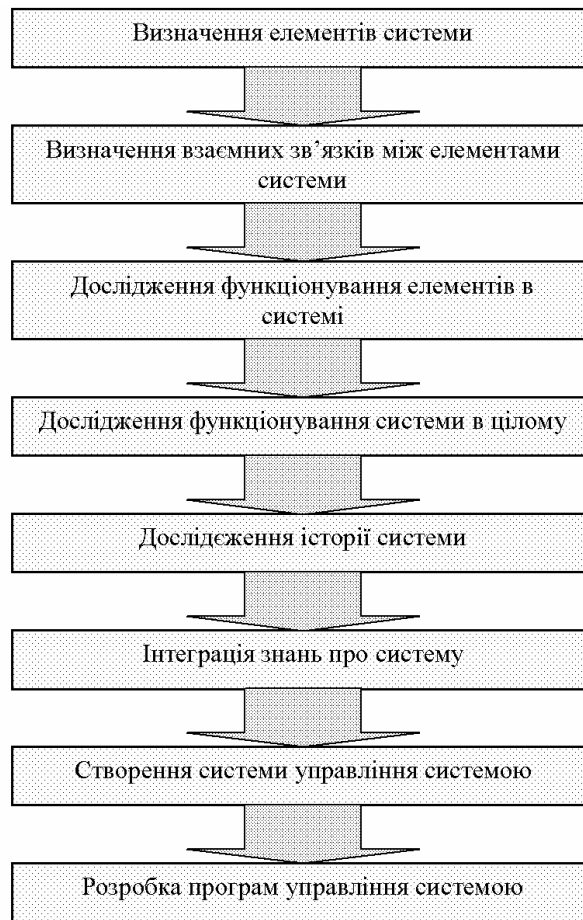 Визначення елементів системи
Визначення взаємних зв’язків між елементами
системи
Дослідження функціонування елементів в
системі
Дослідження функціонування системи в цілому
Дослідєження історії системи
Інтеграція знань про систему
Створення системи управління системою
Розробка програм управління системою